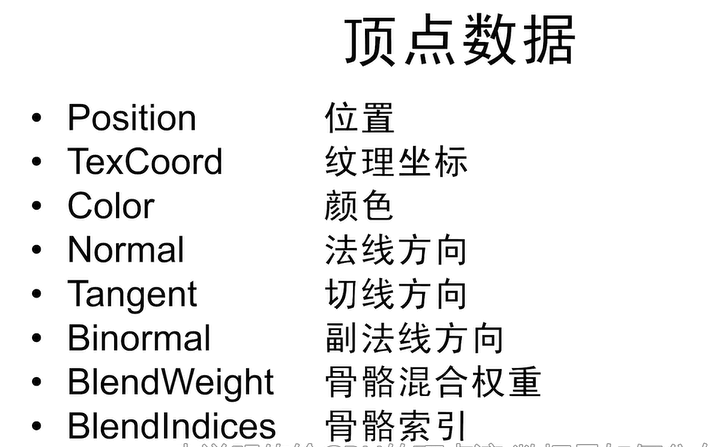 顶点数据
• Position 位置
• TexCoord 纹理坐标
• Color 颜色
• Normal 法线方向
• Tangent 切线方向
• Binormal 副法线方向
• BlendWeight 骨骼混合权重
• BlendIndices 骨骼索引